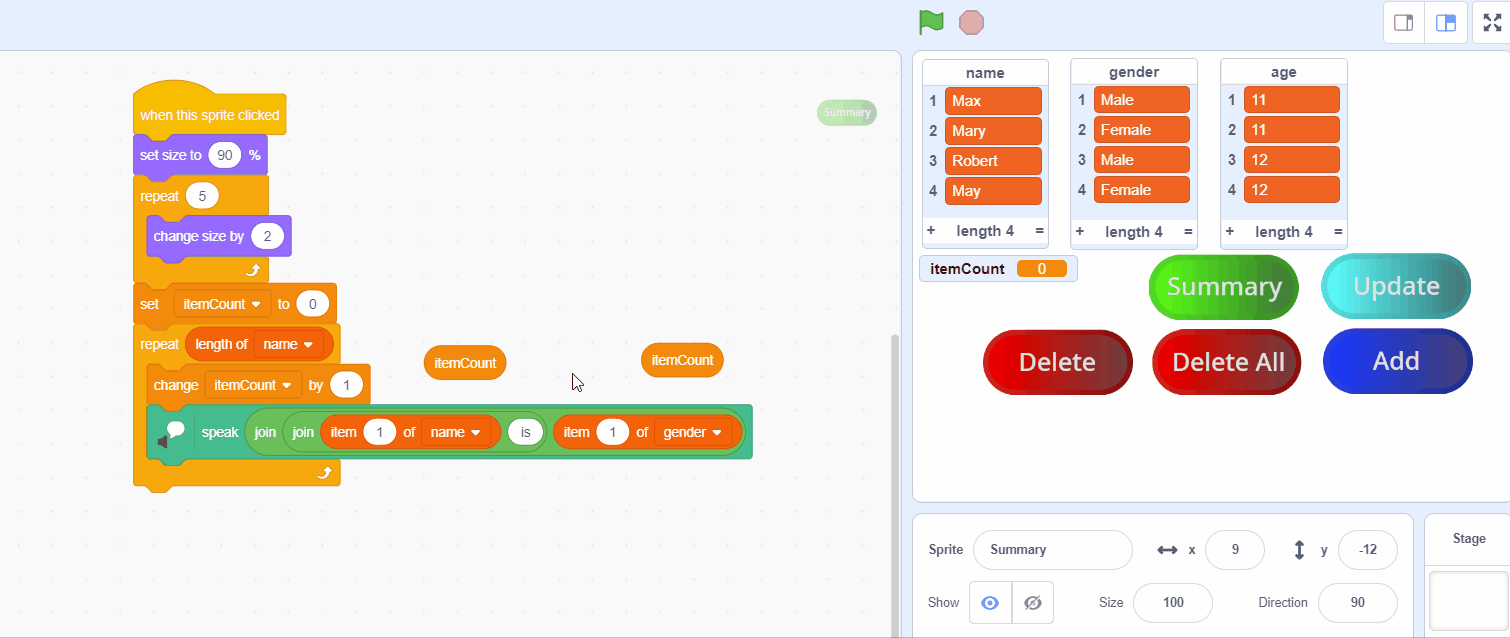 when this sprite clicked
set size to 90 %
repeat 5
change size by 2
set itemCount to 0
repeat length of name
change itemCount by 1
speak join join item 1 of name is item 1 of gender
itemCount
itemCount
Summary
name
1 Max
2 Mary
3 Robert
4 May
+ length 4 =
gender
1 Male
2 Female
3 Male
4 Female
+ length 4 =
age
1 11
2 11
3 12
4 12
+ length 4 =
itemCount 0
Summary
Update
Delete
Delete All
Add
Sprite Summary x 9 y -12
Show Size 100 Direction 90
Stage